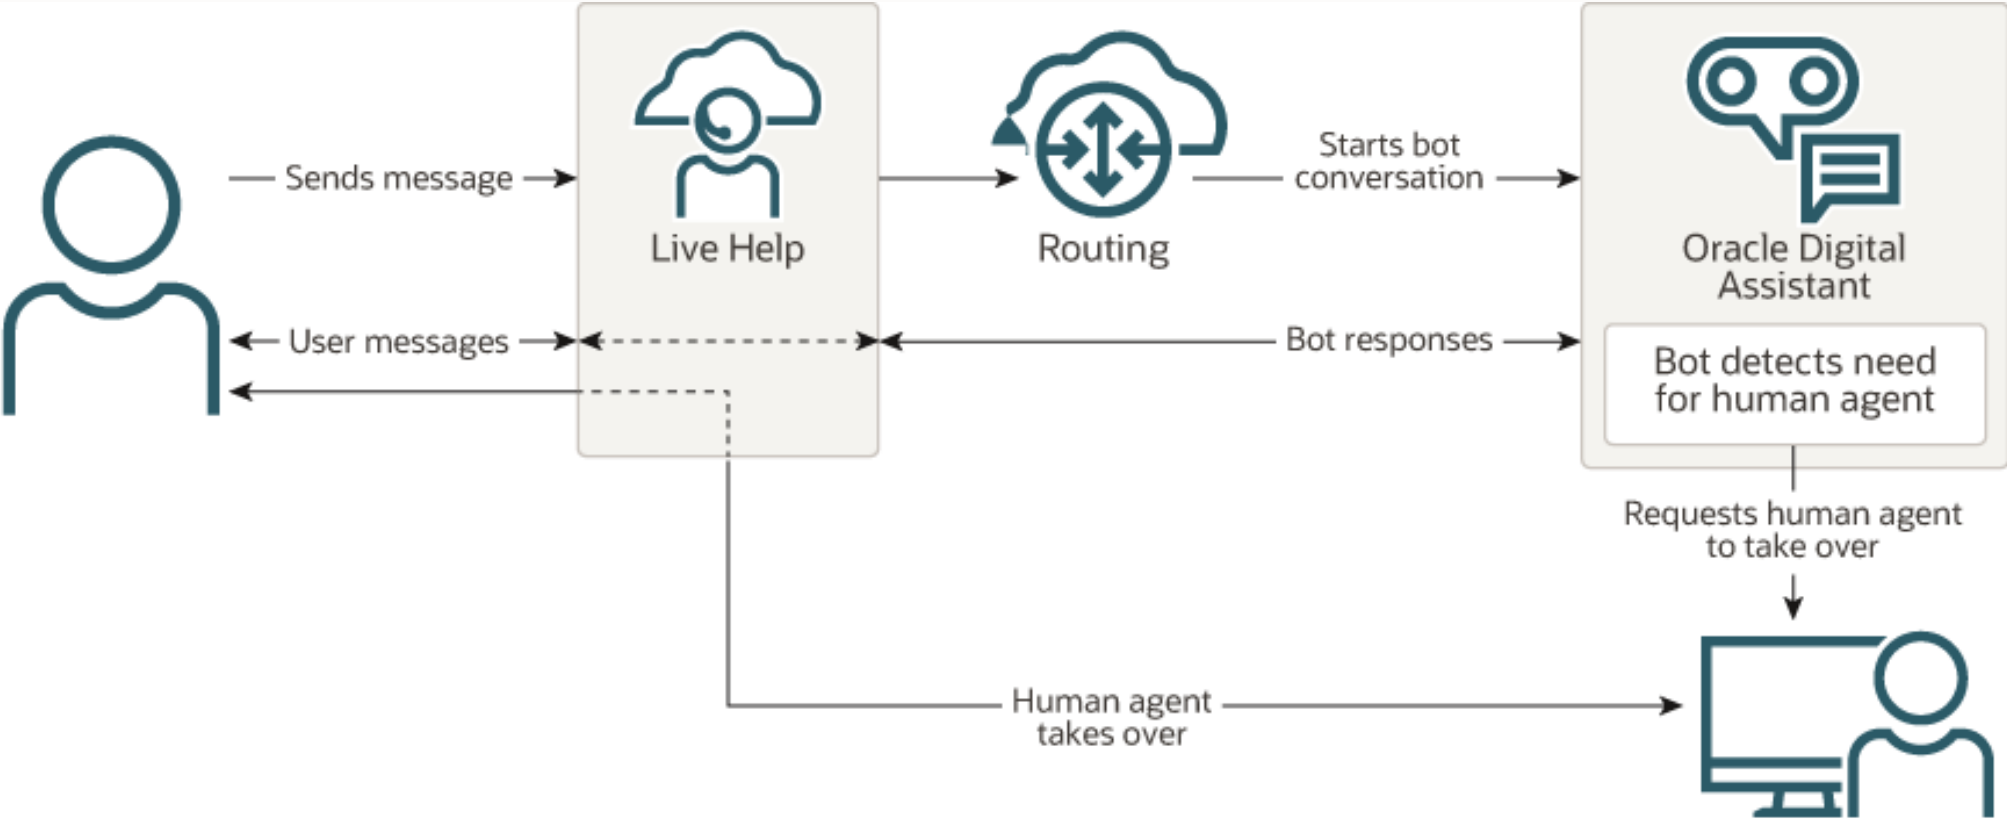 Sends message
Live Help
Routing
Starts bot
conversation
Oracle Digital
Assistant
User messages
Bot responses
Bot detects need
for human agent
Requests human agent
to take over
Human agent
takes over